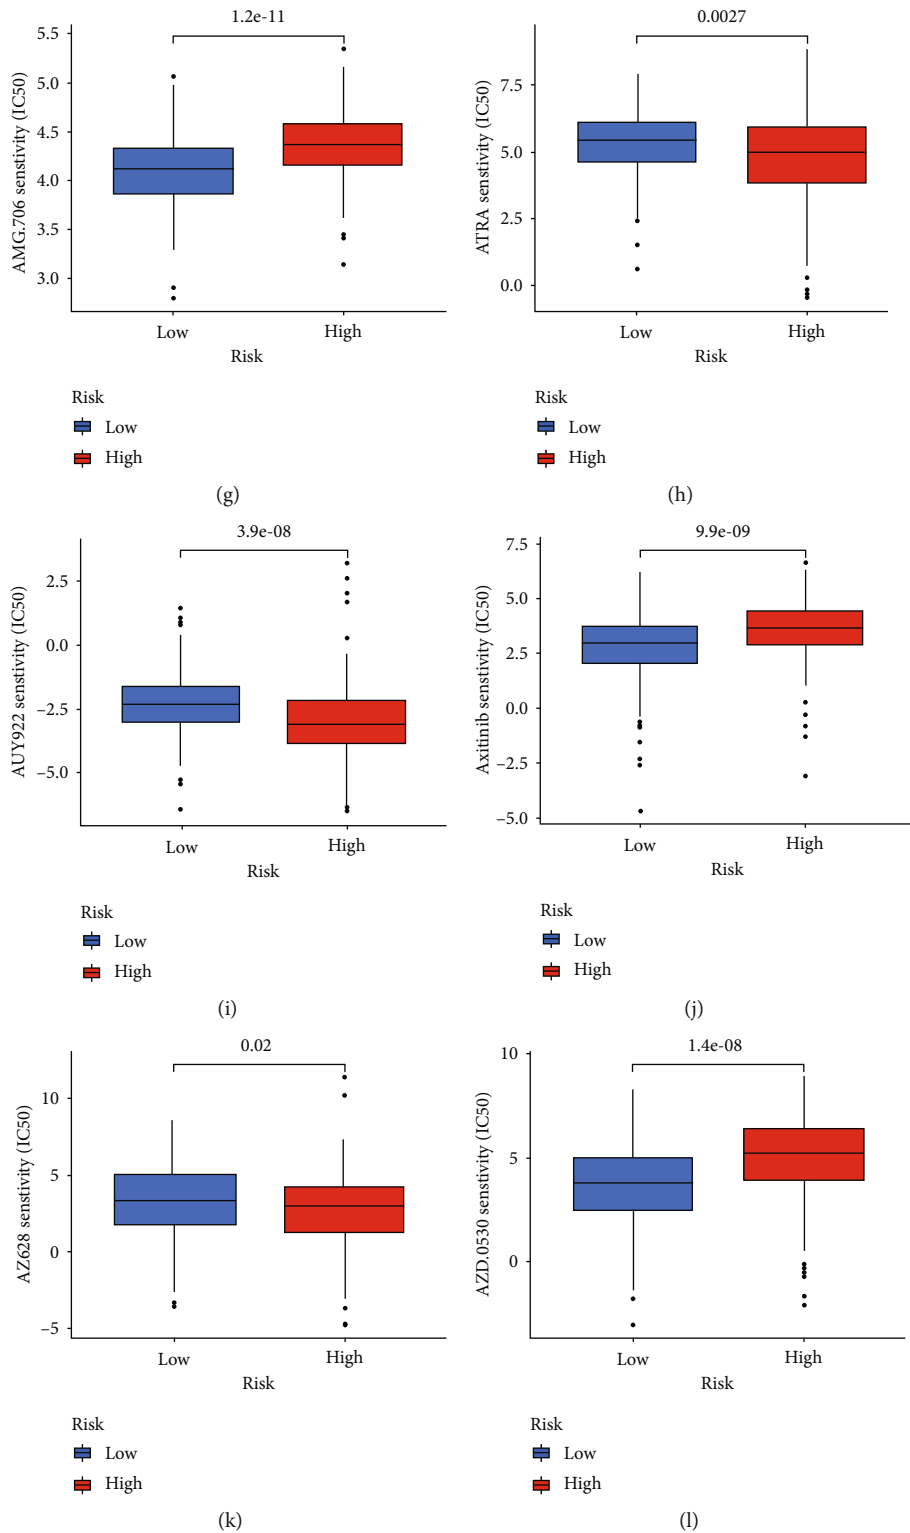 1.2e-11
5.5
5.0
4.5
4.0
3.5
3.0
AMG.706 senstivity (IC50)
Low
High
Risk
Risk
Low
High
(g)
0.0027
7.5
5.0
2.5
0.0
ATRA senstivity (IC50)
Low
High
Risk
Risk
Low
High
(h)
3.9e-08
2.5
0.0
−2.5
−5.0
AUY922 senstivity (IC50)
Low
High
Risk
Risk
Low
High
(i)
9.9e-09
7.5
5.0
2.5
0.0
−2.5
−5.0
Axitinib senstivity (IC50)
Low
High
Risk
Risk
Low
High
(j)
0.02
10
5
0
−5
AZ628 senstivity (IC50)
Low
High
Risk
Risk
Low
High
(k)
1.4e-08
10
5
0
AZD.0530 senstivity (IC50)
Low
High
Risk
Risk
Low
High
(l)